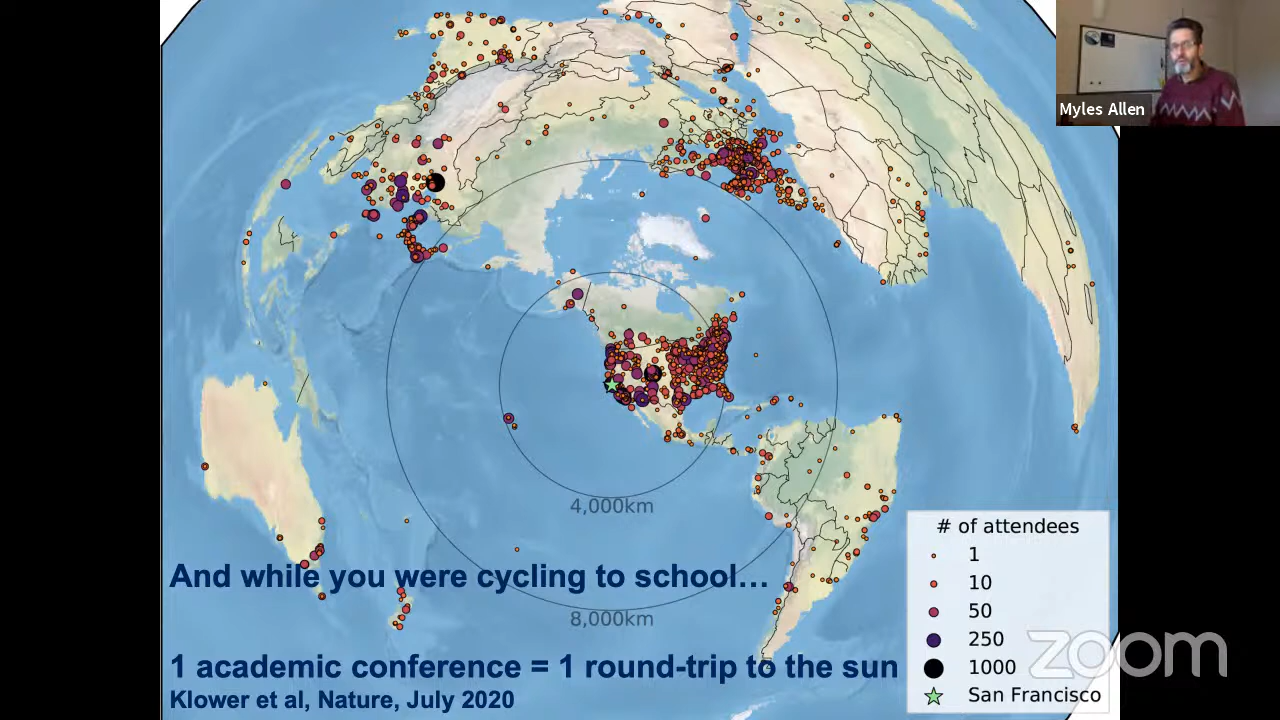 Myles Allen
4,000km
8,000km
And while you were cycling to school…
1 academic conference = 1 round-trip to the sun
Klower et al, Nature, July 2020
# of attendees
1
10
50
250
1000
San Francisco
zoom